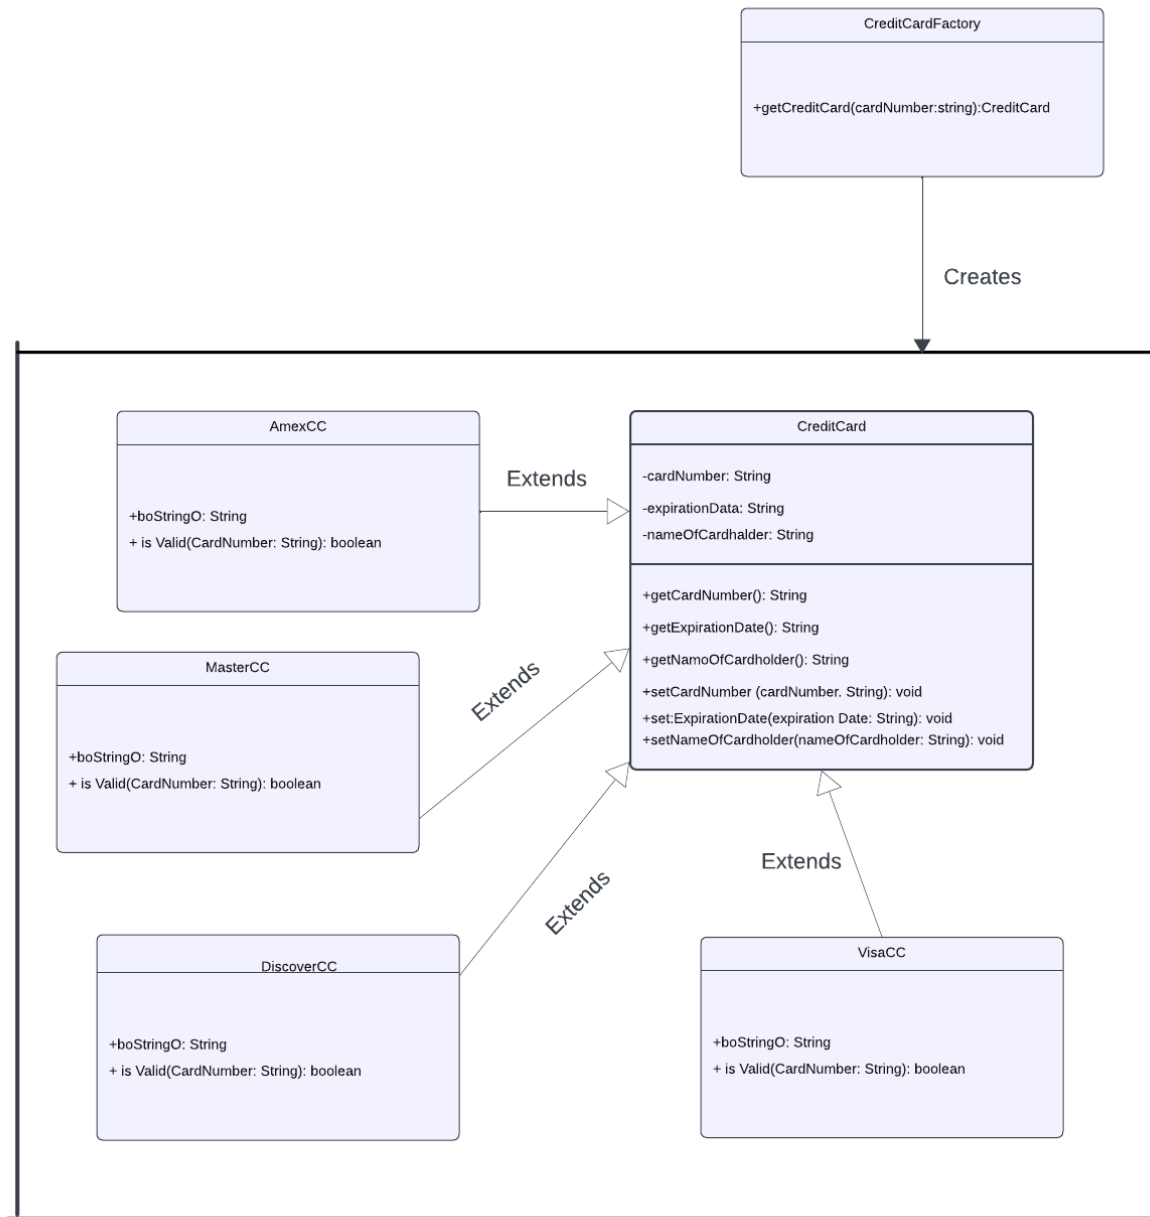 CreditCardFactory
+getCreditCard(cardNumber:string):CreditCard
Creates
AmexCC
+boStringO: String
+ is Valid(CardNumber: String): boolean
Extends
CreditCard
-cardNumber: String
-expirationData: String
-nameOfCardhalder: String
+getCardNumber(): String
+getExpirationDate(): String
+getNamoOfCardholder(): String
+setCardNumber (cardNumber. String): void
+set:ExpirationDate(expiration Date: String): void
+setNameOfCardholder(nameOfCardholder: String): void
MasterCC
+boStringO: String
+ is Valid(CardNumber: String): boolean
Extends
DiscoverCC
+boStringO: String
+ is Valid(CardNumber: String): boolean
Extends
Extends
VisaCC
+boStringO: String
+ is Valid(CardNumber: String): boolean